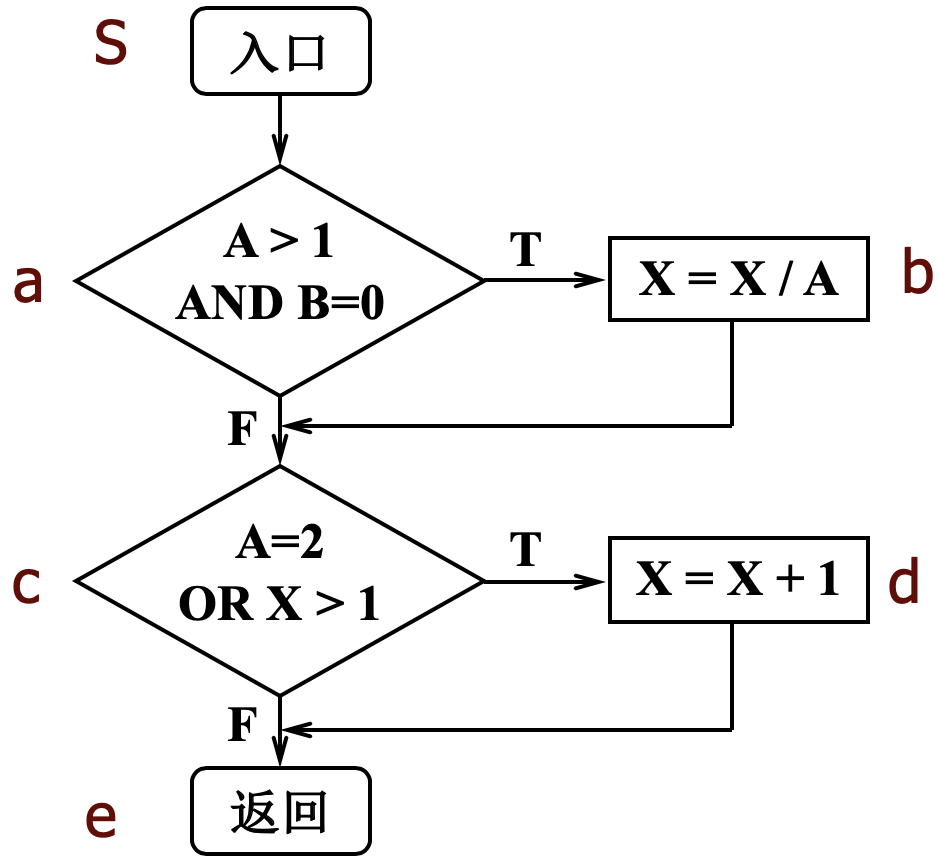 S
入口
A > 1
AND B=0
a
T
X = X / A
b
F
A=2
OR X > 1
c
T
X = X + 1
d
F
返回
e